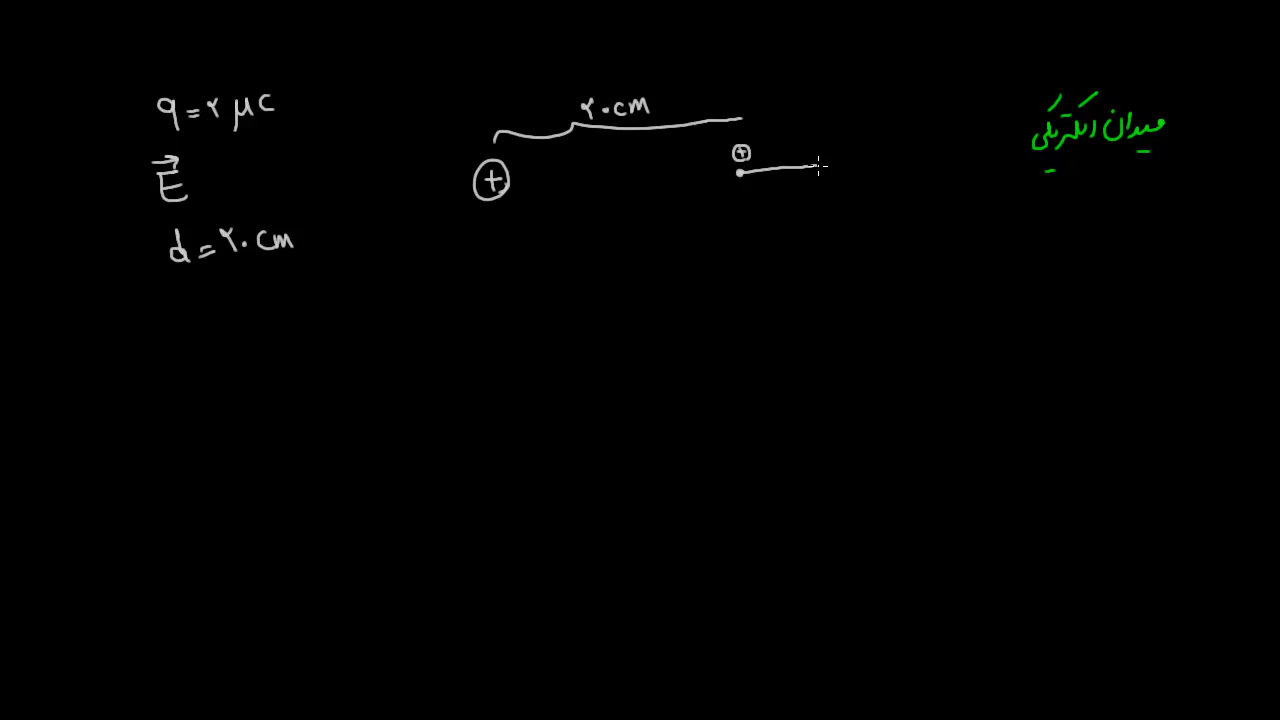 q = ۲ μc
E
d = ۲۰ cm
۲۰ cm
+
+
میدان الکتریکی